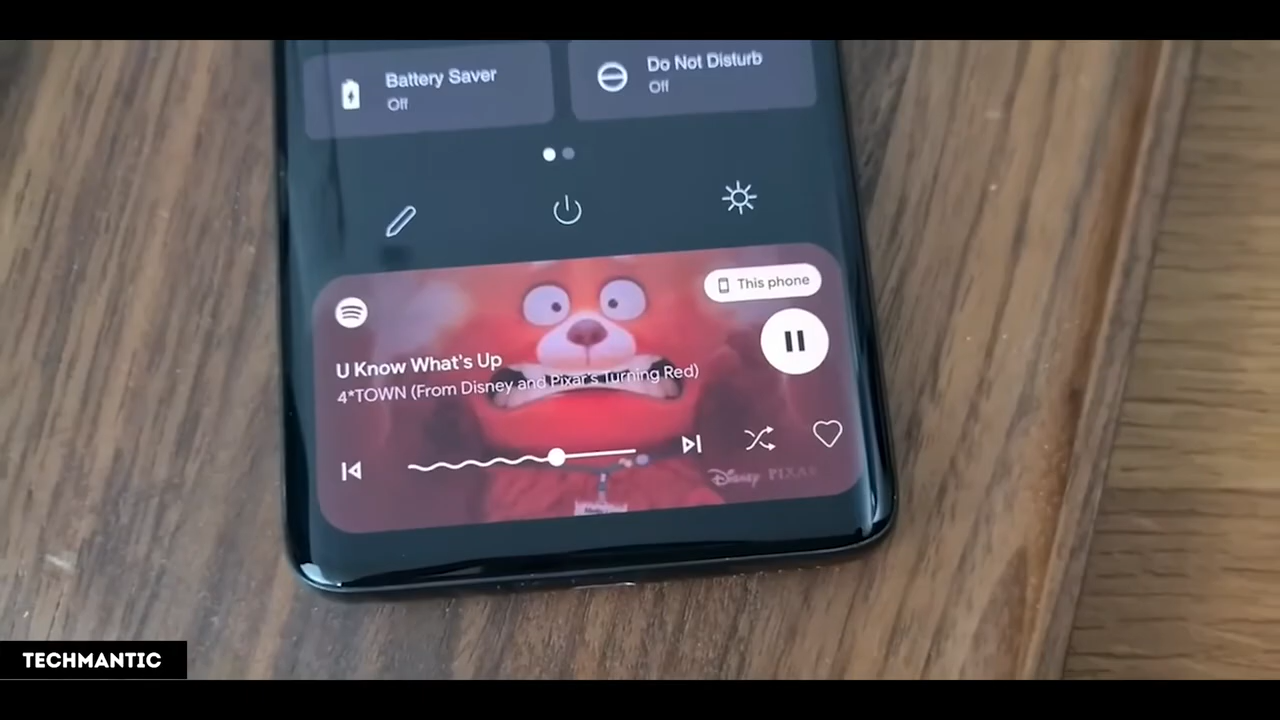 Battery Saver
Off
Do Not Disturb
Off
This phone
U Know What's Up
4*TOWN (From Disney and Pixar's Turning Red)
Disney PIXAR
TECHMANTIC